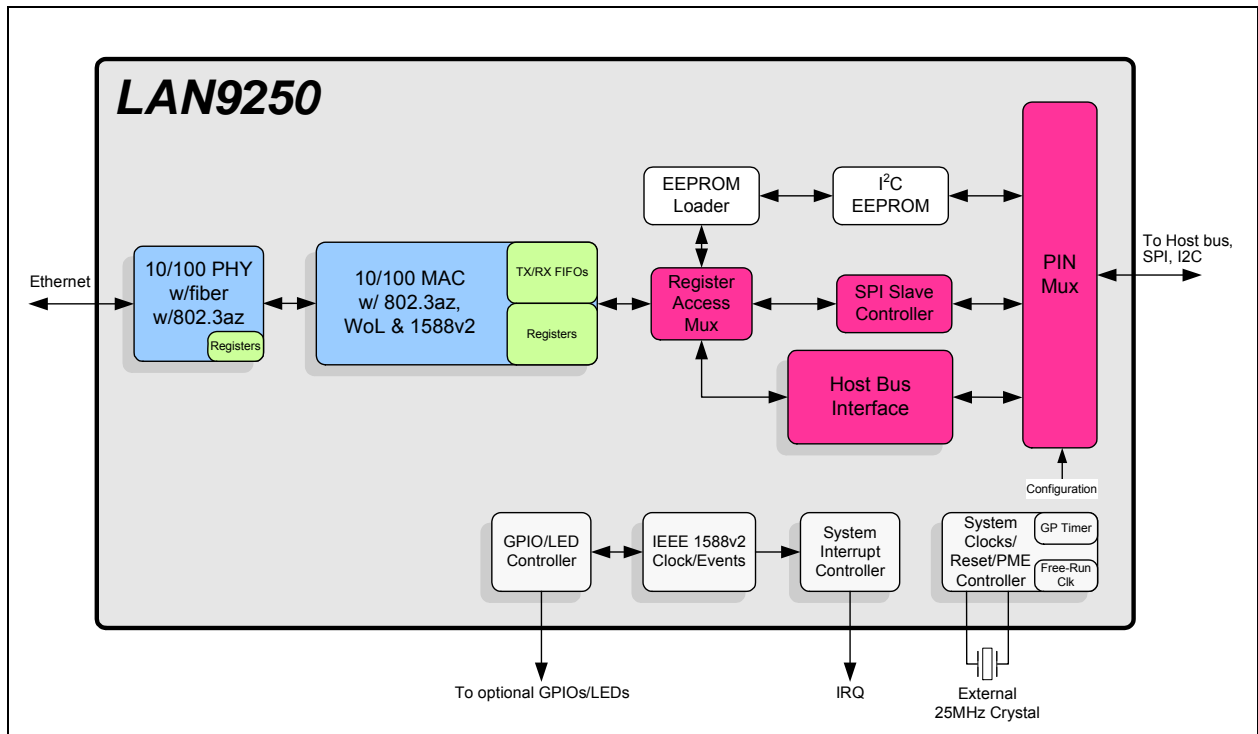 LAN9250
Ethernet
10/100 PHY
w/fiber
w/802.3az
Registers
10/100 MAC
w/ 802.3az,
WoL & 1588v2
TX/RX FIFOs
Registers
EEPROM
Loader
I²C
EEPROM
Register
Access
Mux
SPI Slave
Controller
Host Bus
Interface
PIN
Mux
To Host bus,
SPI, I2C
Configuration
GPIO/LED
Controller
IEEE 1588v2
Clock/Events
System
Interrupt
Controller
System
Clocks/
Reset/PME
Controller
GP Timer
Free-Run
Clk
To optional GPIOs/LEDs
IRQ
External
25MHz Crystal